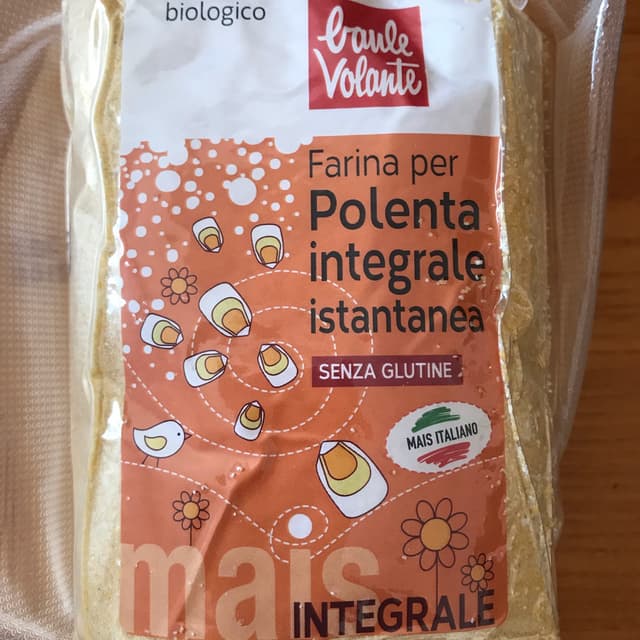 biologico
baule
volante
Farina per
Polenta
integrale
istantanea
SENZA GLUTINE
MAIS ITALIANO
mais
INTEGRALE